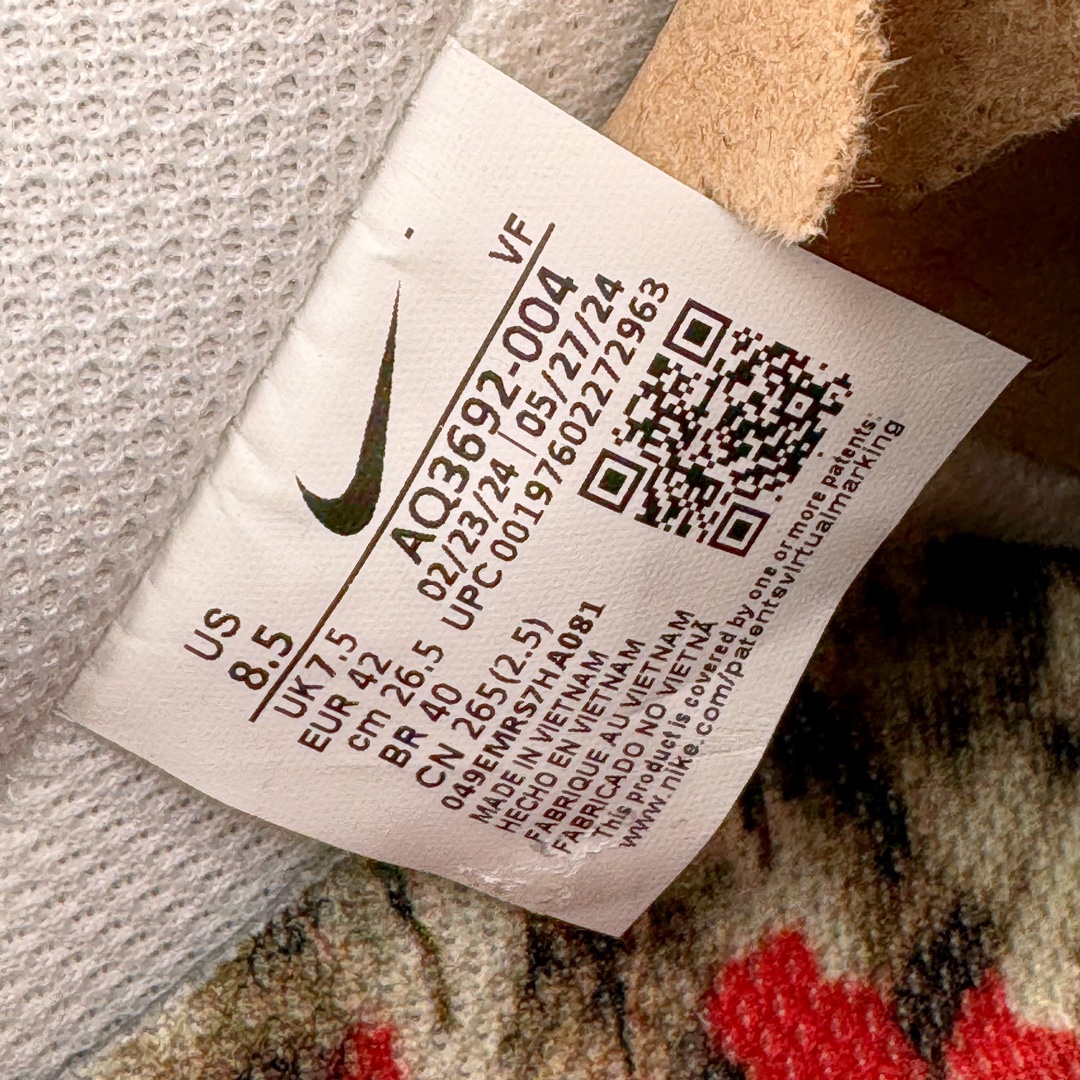 US
8.5
VF
UK 7.5
EUR 42
cm 26.5
BR 40
CN 265(2.5)
AQ3692-004
02/23/24 | 05/27/24
UPC 00197602272963
049EMRS7HA081
MADE IN VIETNAM
HECHO EN VIETNAM
FABRIQUE AU VIETNAM
FABRICADO NO VIETNÃ
This product is covered by one or more patents:
www.nike.com/patentsvirtualmarking